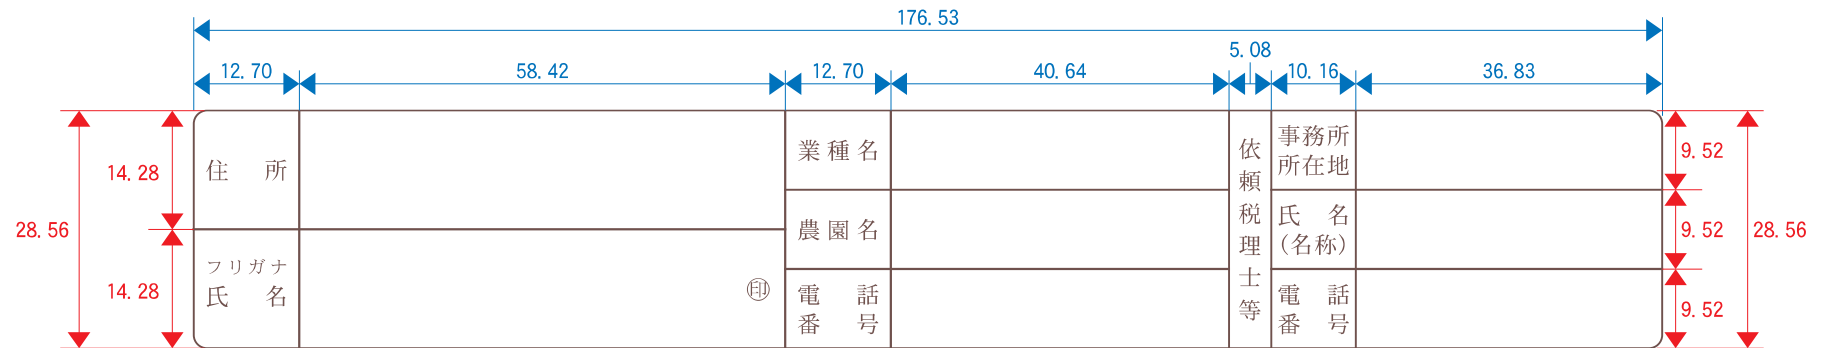 176.53
12.70
58.42
12.70
40.64
5.08
10.16
36.83
28.56
14.28
14.28
住所
フリガナ
氏名
㊞
業種名
農園名
電話
番号
依頼税理士等
事務所
所在地
氏名
(名称)
電話
番号
9.52
9.52
9.52
28.56